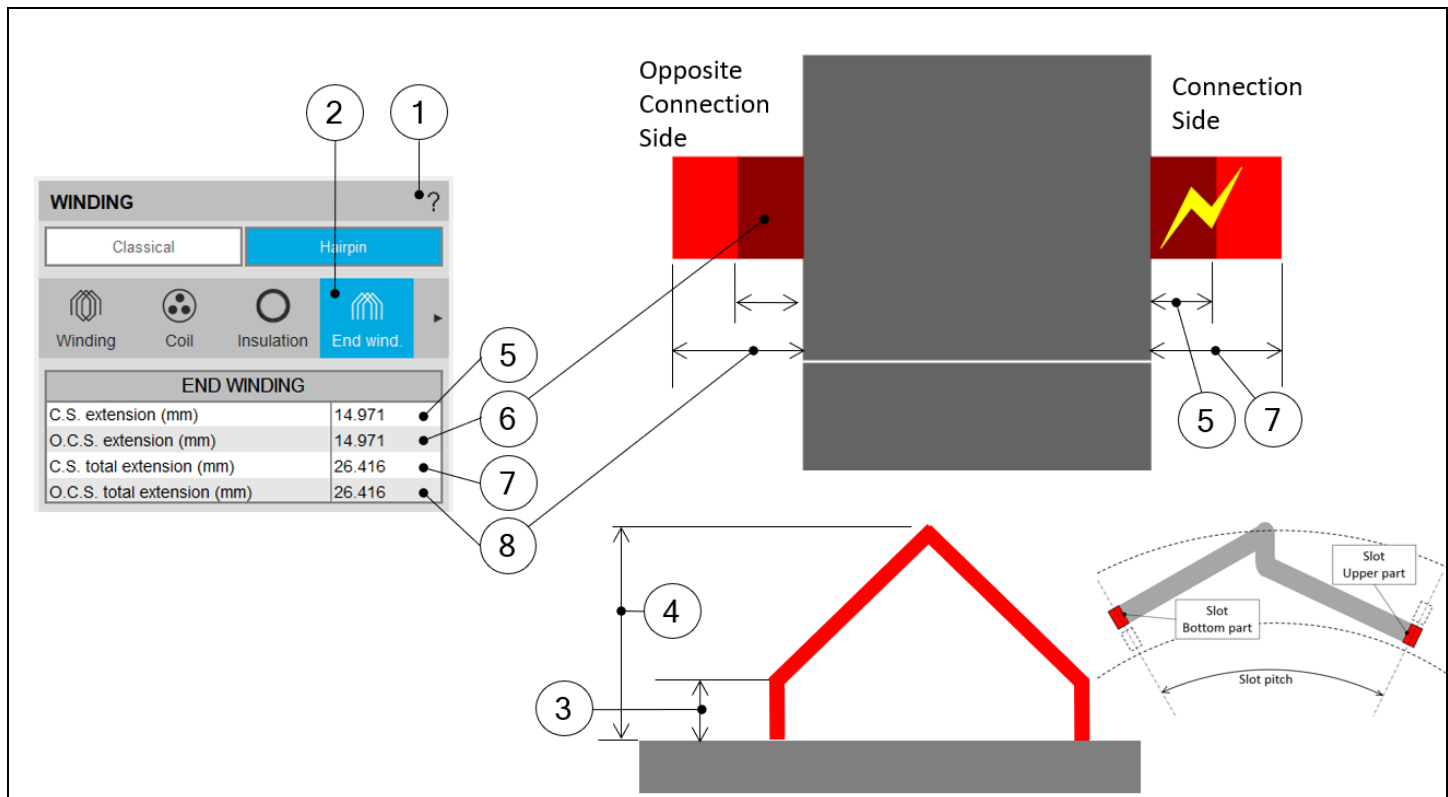 Opposite
Connection
Side
Connection
Side
2
1
WINDING
?
Classical
Hairpin
Winding
Coil
Insulation
End wind.
END WINDING
C.S. extension (mm) 14.971
O.C.S. extension (mm) 14.971
C.S. total extension (mm) 26.416
O.C.S. total extension (mm) 26.416
5
6
7
8
5
7
4
3
Slot
Upper part
Slot
Bottom part
Slot pitch